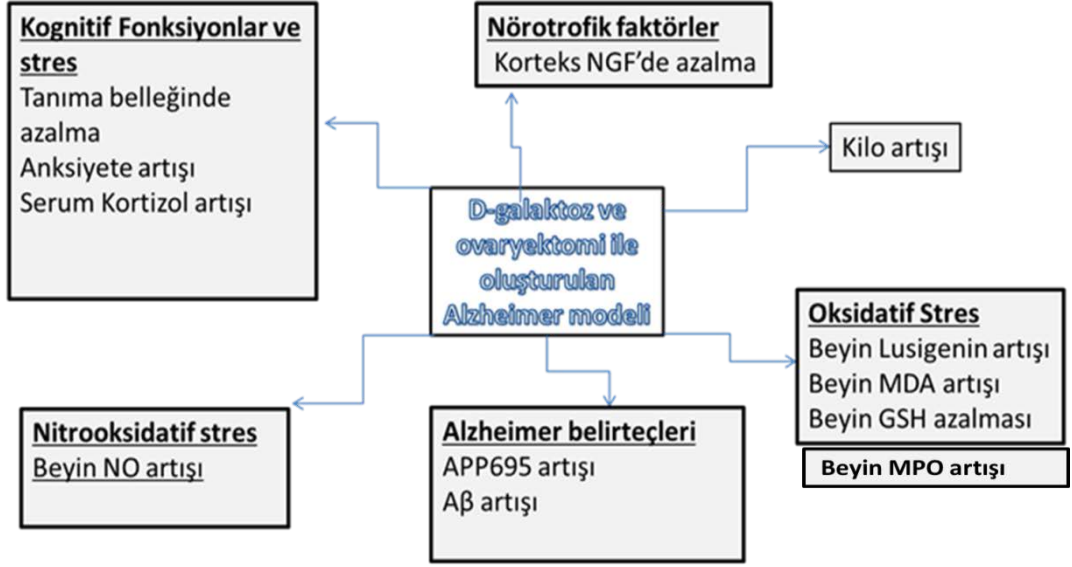 Kognitif Fonksiyonlar ve
stres
Tanıma belleğinde
azalma
Anksiyete artışı
Serum Kortizol artışı
Nörotrofik faktörler
Korteks NGF’de azalma
Kilo artışı
D-galaktoz ve
ovaryektomi ile
oluşturulan
Alzheimer modeli
Oksidatif Stres
Beyin Lusigenin artışı
Beyin MDA artışı
Beyin GSH azalması
Beyin MPO artışı
Nitrooksidatif stres
Beyin NO artışı
Alzheimer belirteçleri
APP695 artışı
Aβ artışı